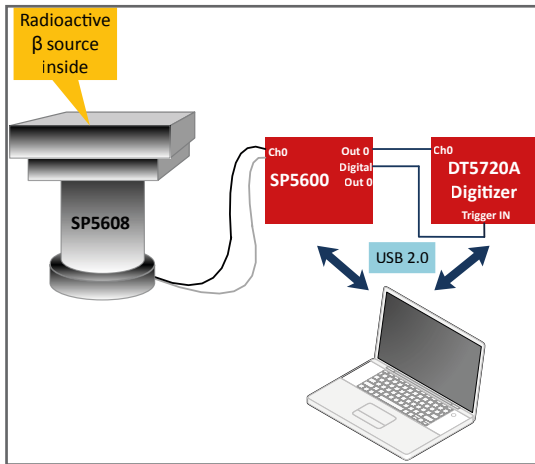 Radioactive
β source
inside
SP5608
Ch0
SP5600
Out 0
Digital
Out 0
Ch0
DT5720A
Digitizer
Trigger IN
USB 2.0